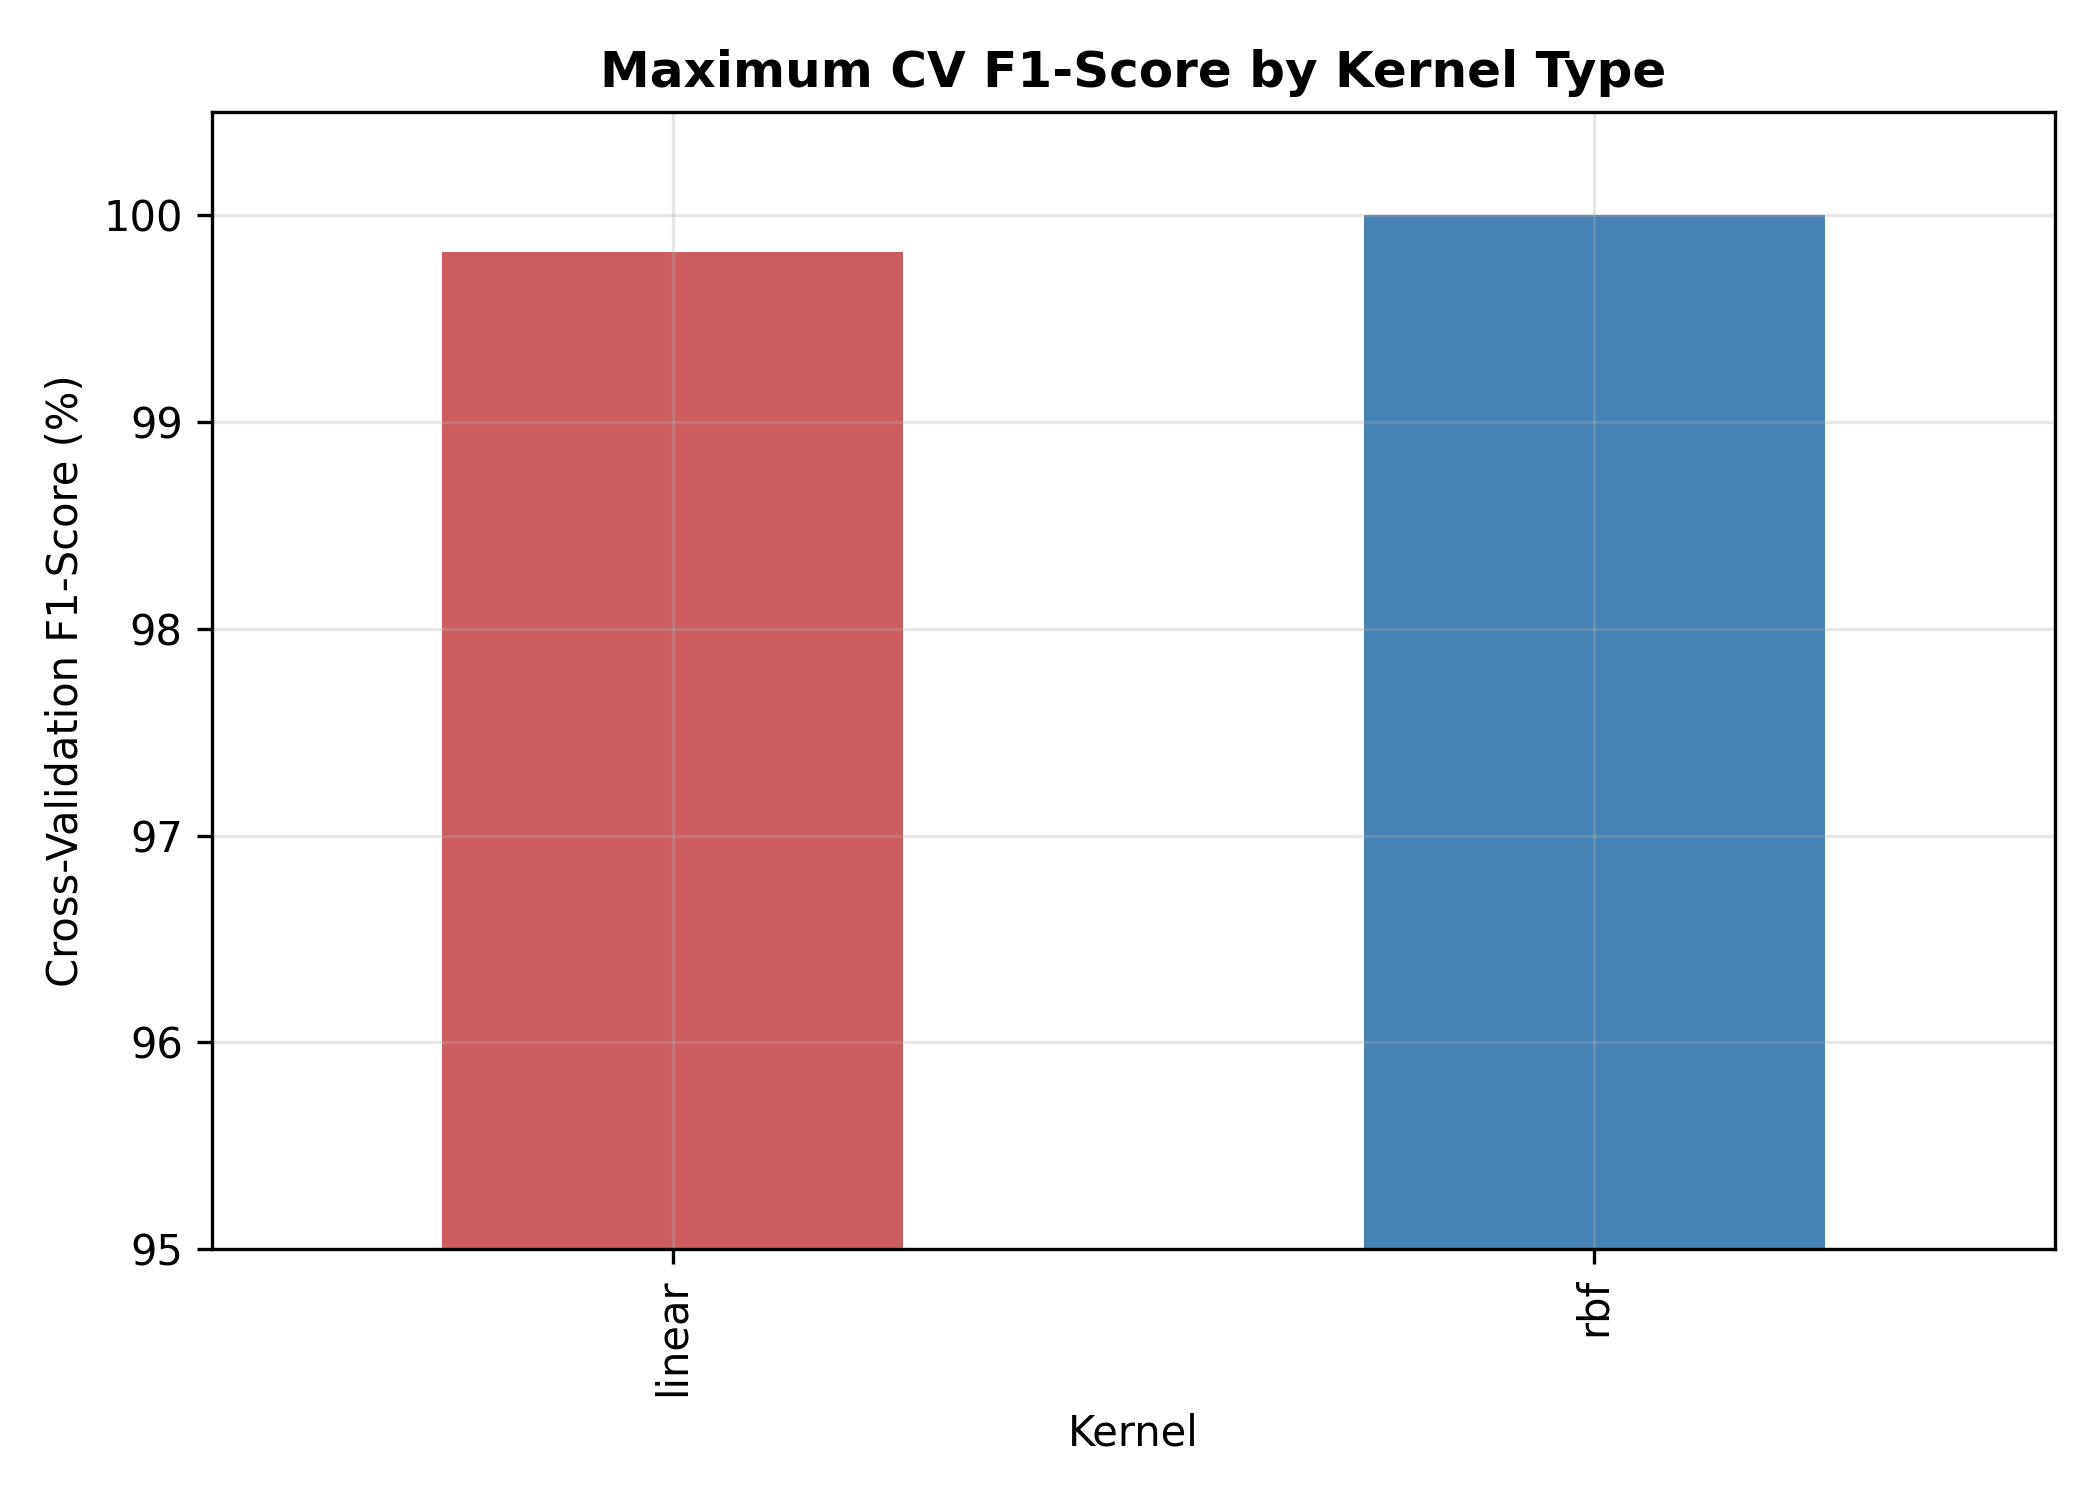 Maximum CV F1-Score by Kernel Type
Cross-Validation F1-Score (%)
100
99
98
97
96
95
linear
rbf
Kernel